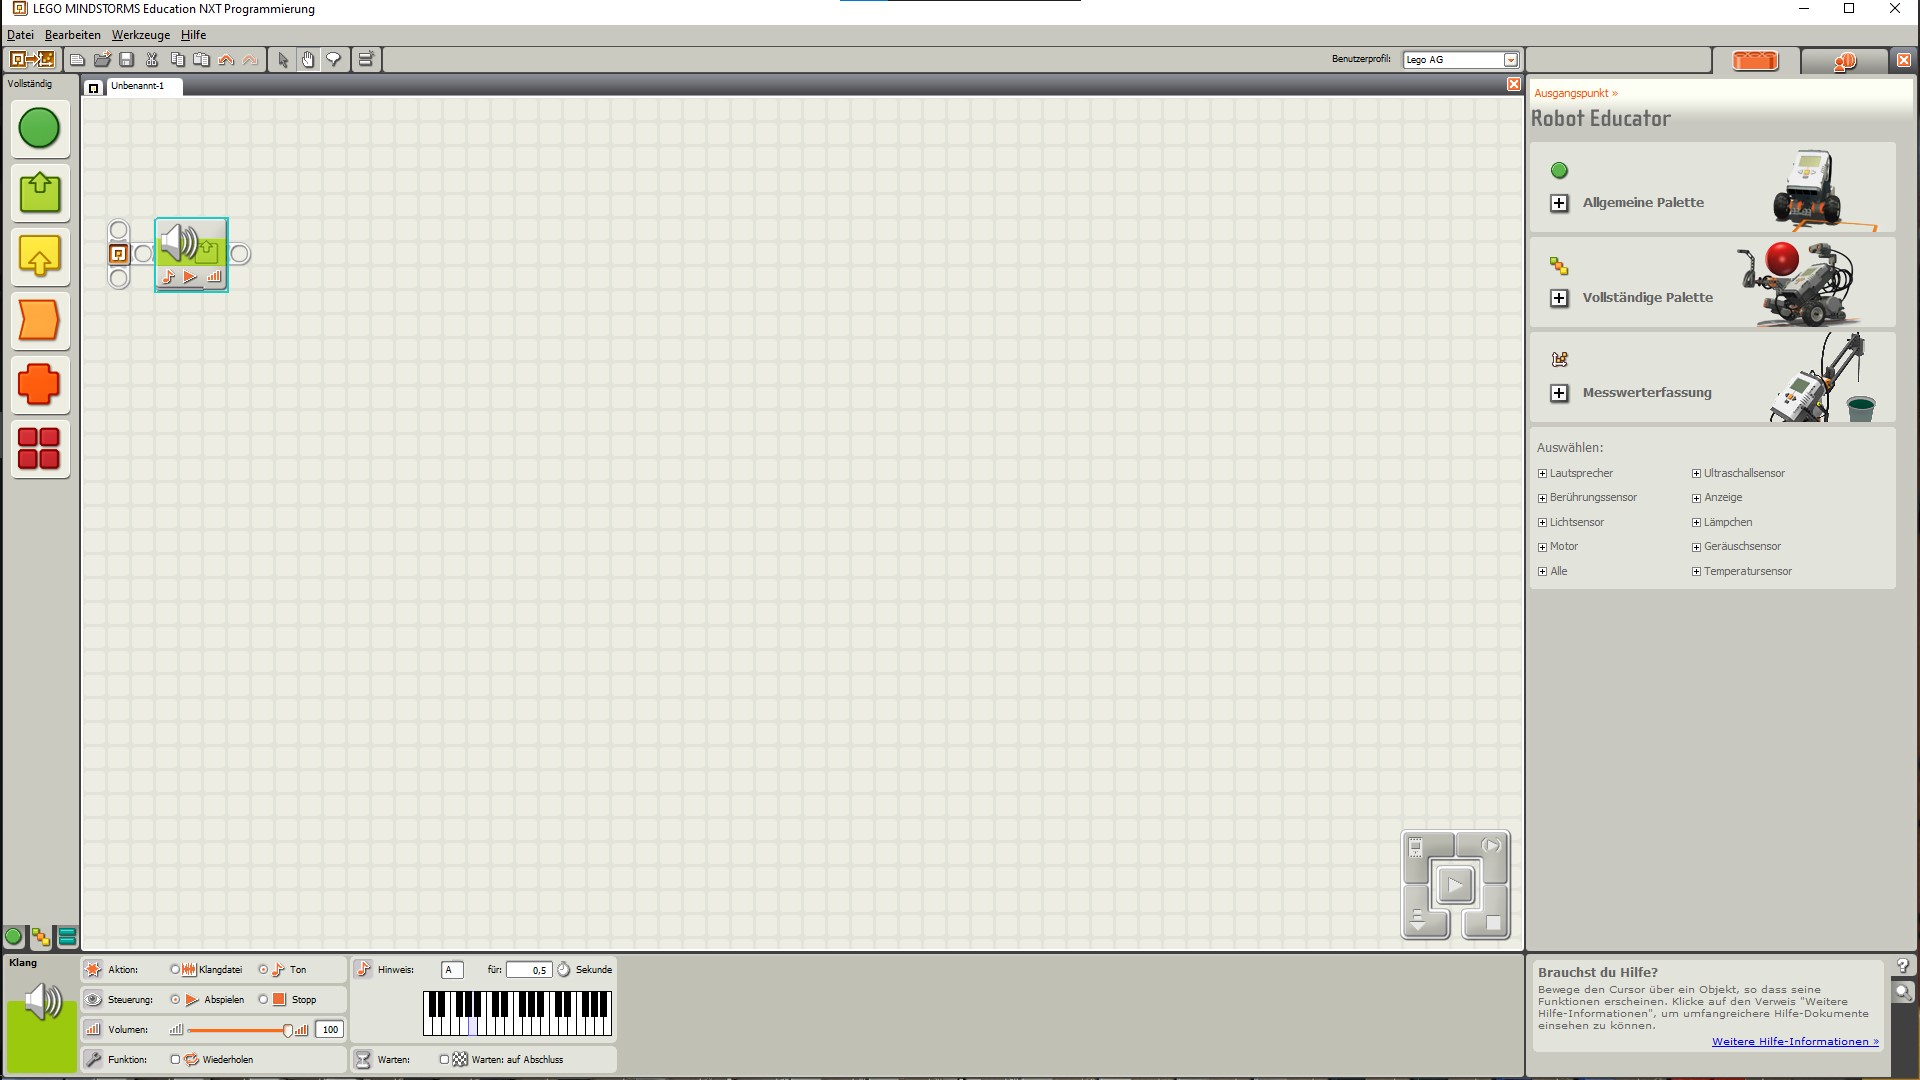 LEGO MINDSTORMS Education NXT Programmierung
Datei Bearbeiten Werkzeuge Hilfe
Benutzerprofil: Lego AG
Vollständig
Unbenannt-1
Ausgangspunkt »
Robot Educator
Allgemeine Palette
Vollständige Palette
Messwerterfassung
Auswählen:
Lautsprecher Ultraschallsensor
Berührungssensor Anzeige
Lichtsensor Lämpchen
Motor Geräuschsensor
Alle Temperatursensor
Klang
Aktion: Klangdatei Ton
Steuerung: Abspielen Stopp
Volumen: 100
Funktion: Wiederholen
Hinweis: A für: 0,5 Sekunde
Warten: Warten: auf Abschluss
Brauchst du Hilfe?
Bewege den Cursor über ein Objekt, so dass seine
Funktionen erscheinen. Klicke auf den Verweis "Weitere
Hilfe-Informationen", um umfangreichere Hilfe-Dokumente
einsehen zu können.
Weitere Hilfe-Informationen »